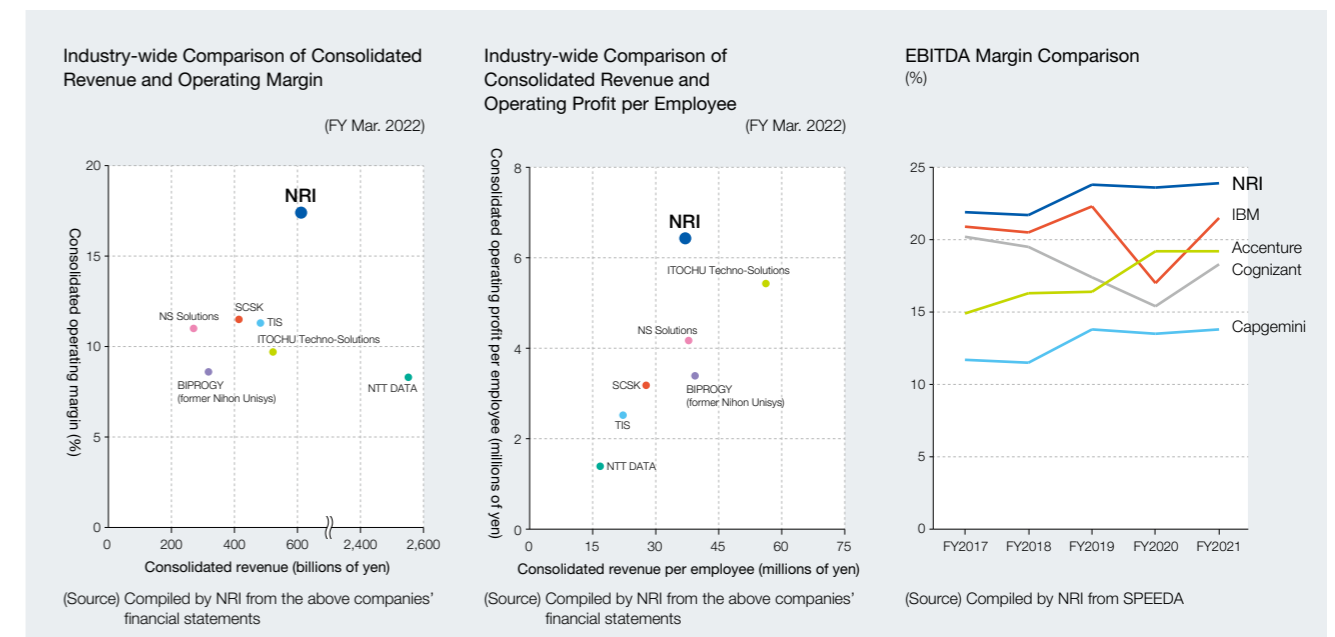 Industry-wide Comparison of Consolidated
Revenue and Operating Margin
(FY Mar. 2022)
Consolidated operating margin (%)
20
15
10
5
0
NRI
NS Solutions
SCSK
TIS
ITOCHU Techno-Solutions
BIPROGY
(former Nihon Unisys)
NTT DATA
0 200 400 600 2,400 2,600
Consolidated revenue (billions of yen)
(Source) Compiled by NRI from the above companies’
financial statements
Industry-wide Comparison of
Consolidated Revenue and
Operating Profit per Employee
(FY Mar. 2022)
Consolidated operating profit per employee (millions of yen)
8
6
4
2
0
NRI
ITOCHU Techno-Solutions
NS Solutions
SCSK
BIPROGY
(former Nihon Unisys)
TIS
NTT DATA
0 15 30 45 60 75
Consolidated revenue per employee (millions of yen)
(Source) Compiled by NRI from the above companies’
financial statements
EBITDA Margin Comparison
(%)
25
20
15
10
5
0
NRI
IBM
Accenture
Cognizant
Capgemini
FY2017 FY2018 FY2019 FY2020 FY2021
(Source) Compiled by NRI from SPEEDA